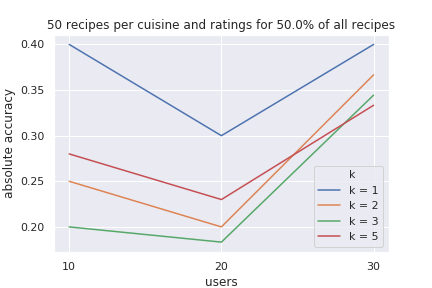 50 recipes per cuisine and ratings for 50.0% of all recipes
0.40
0.35
0.30
0.25
0.20
absolute accuracy
10
20
30
users
k
k = 1
k = 2
k = 3
k = 5